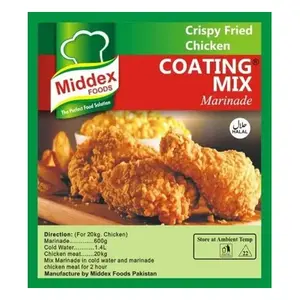 Crispy Fried
Chicken
COATING®
MIX
Marinade
Middex
FOODS
The Perfect Food Solution
حلال
HALAL
Direction: (For 20kg. Chicken)
Marinade..........600g
Cold Water.........1.4L
Chicken meat........20kg
Mix Marinade in cold water and marinade
chicken meat for 2 hour
Manufacture by Middex Foods Pakistan
Store at Ambient Temp
22